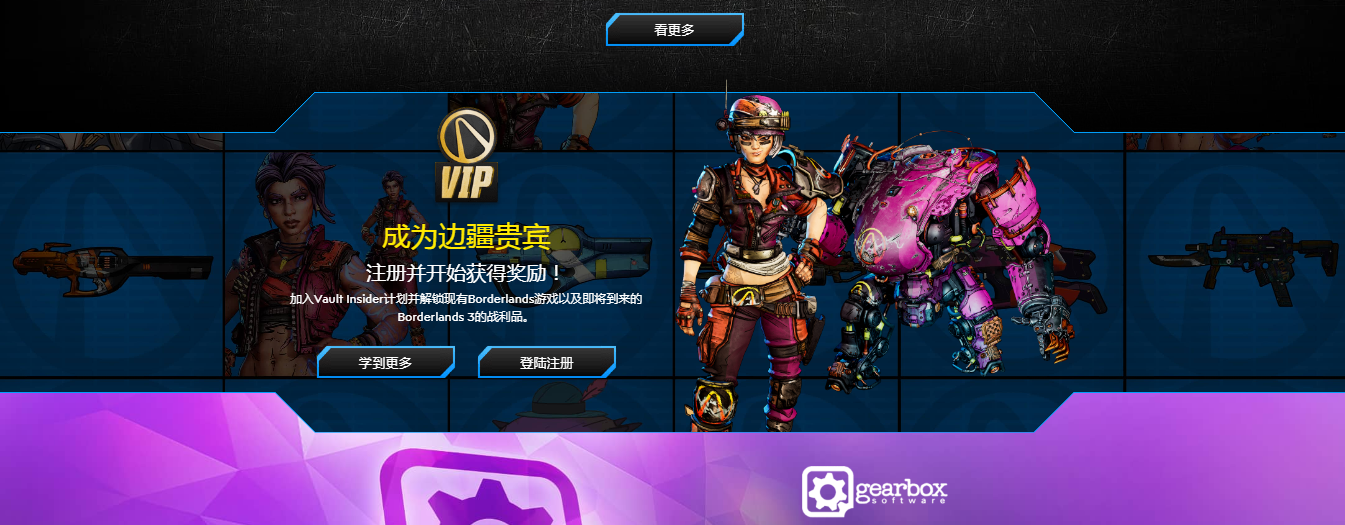 看更多
VIP
成为边疆贵宾
注册并开始获得奖励！
加入Vault Insider计划并解锁现有Borderlands游戏以及即将到来的
Borderlands 3的战利品。
学到更多
登陆注册
gearbox
software